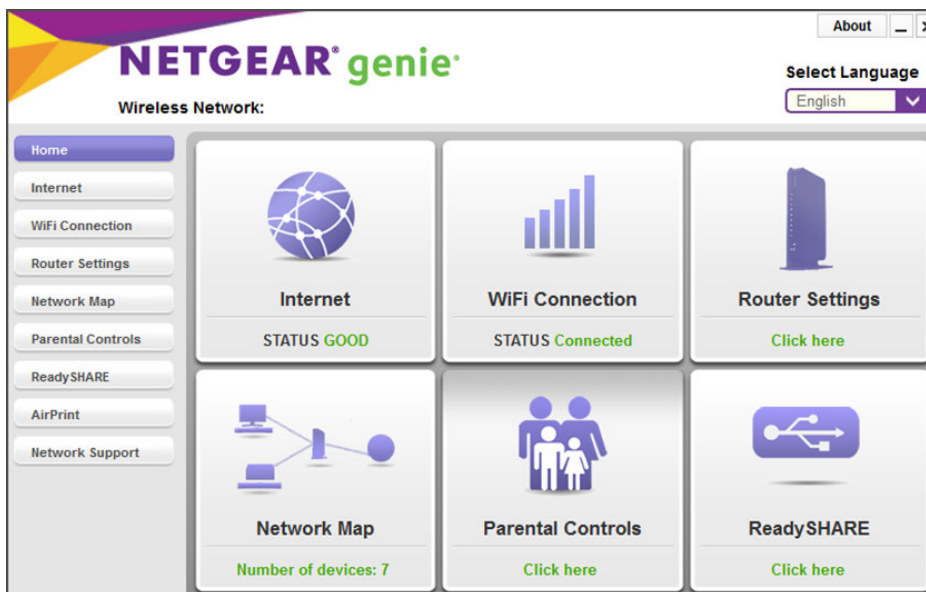 About
NETGEAR® genie®
Select Language
Wireless Network:
English
Home
Internet
WiFi Connection
Router Settings
Network Map
Parental Controls
ReadySHARE
AirPrint
Network Support
Internet
STATUS GOOD
WiFi Connection
STATUS Connected
Router Settings
Click here
Network Map
Number of devices: 7
Parental Controls
Click here
ReadySHARE
Click here